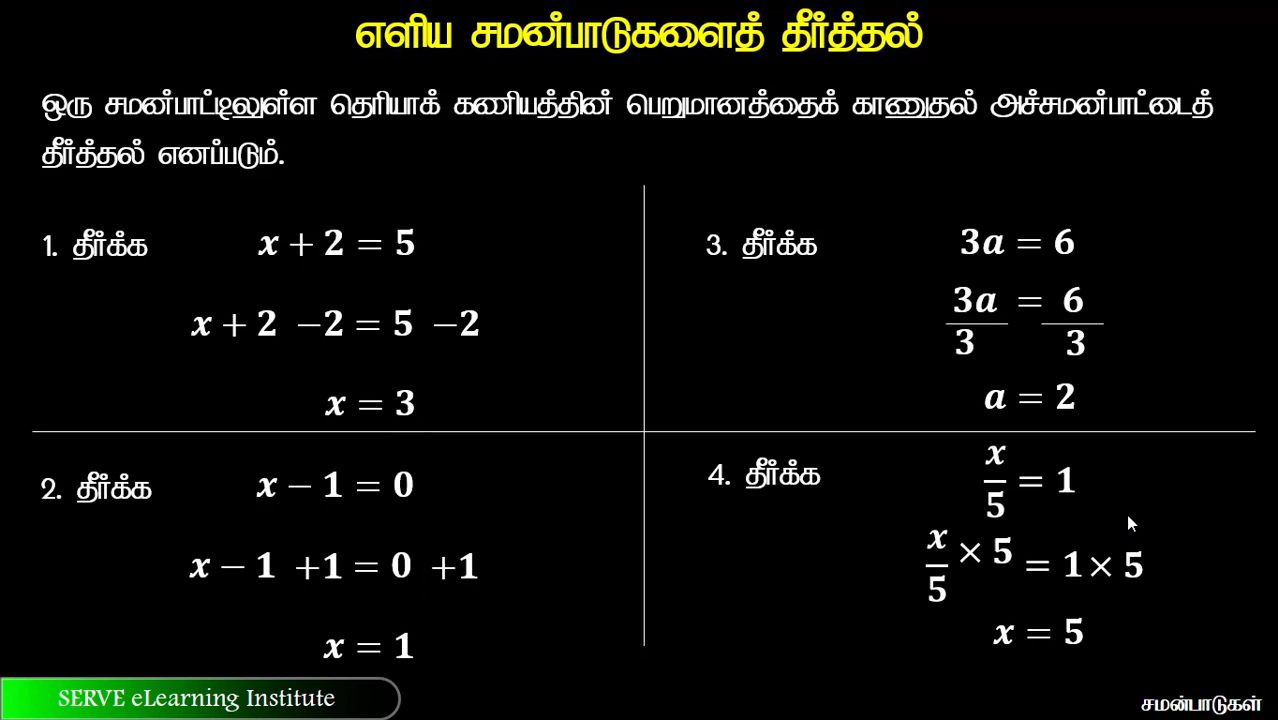 எளிய சமன்பாடுகளைத் தீர்த்தல்
ஒரு சமன்பாட்டிலுள்ள தெரியாக் கணியத்தின் பெறுமானத்தைக் காணுதல் அச்சமன்பாட்டைத்
தீர்த்தல் எனப்படும்.
1. தீர்க்க x + 2 = 5
x + 2 −2 = 5 −2
x = 3
2. தீர்க்க x − 1 = 0
x − 1 +1 = 0 +1
x = 1
3. தீர்க்க 3a = 6
3a/3 = 6/3
a = 2
4. தீர்க்க x/5 = 1
x/5 × 5 = 1 × 5
x = 5
SERVE eLearning Institute
சமன்பாடுகள்